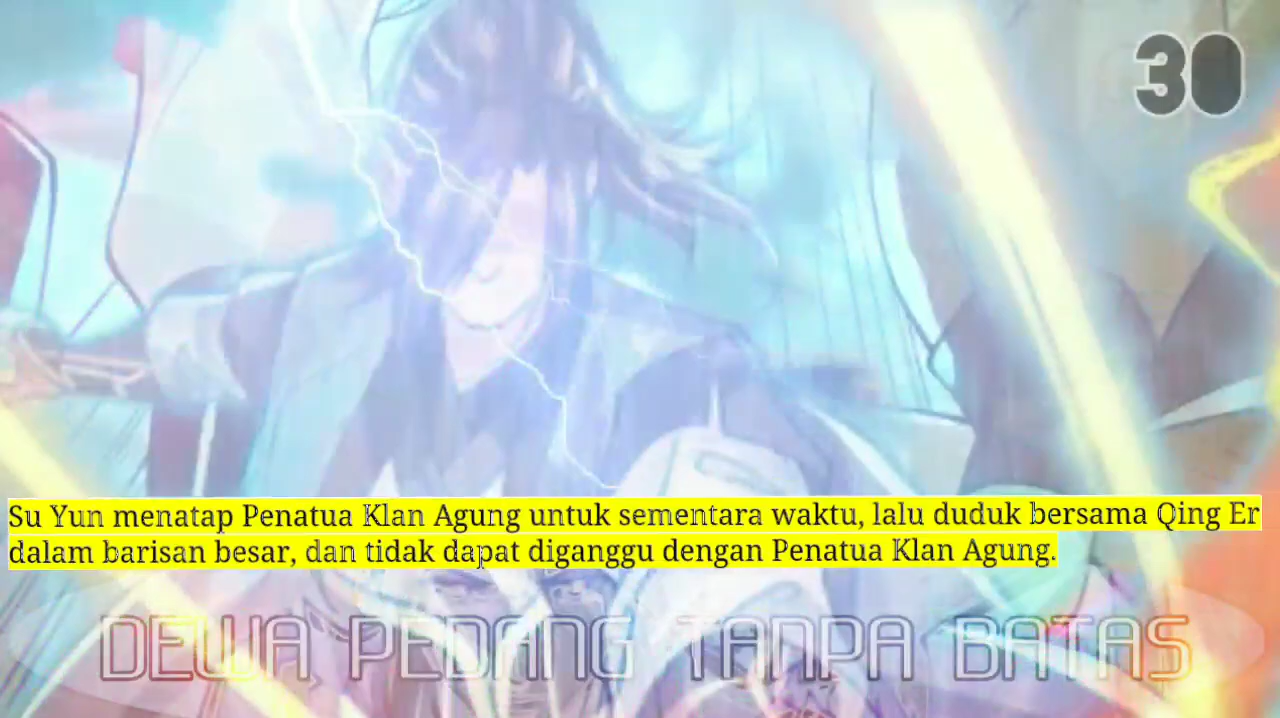 30
Su Yun menatap Penatua Klan Agung untuk sementara waktu, lalu duduk bersama Qing Er
dalam barisan besar, dan tidak dapat diganggu dengan Penatua Klan Agung.
DEWA PEDANG TANPA BATAS